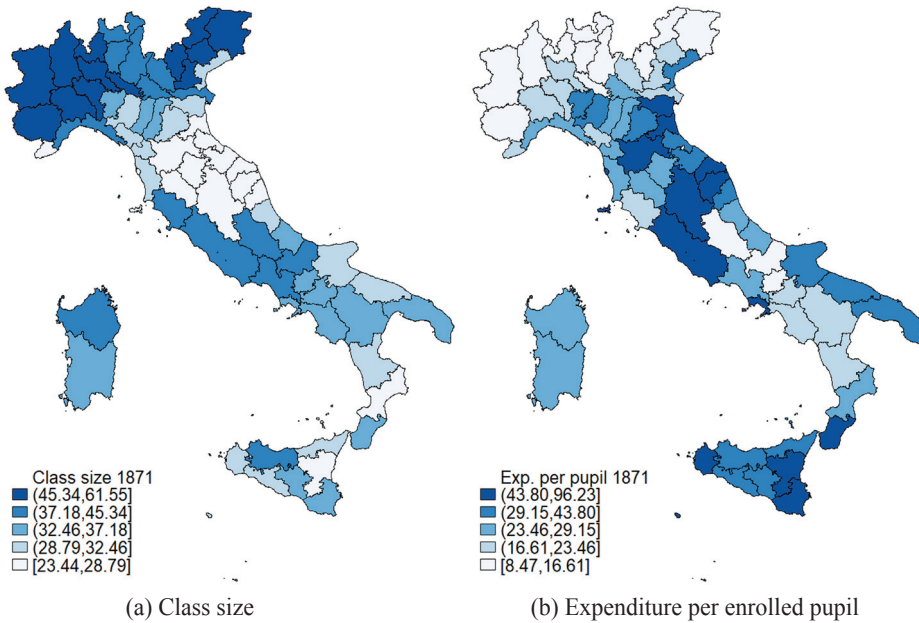 Class size 1871
(45.34,61.55]
(37.18,45.34]
(32.46,37.18]
(28.79,32.46]
[23.44,28.79]
(a) Class size
Exp. per pupil 1871
(43.80,96.23]
(29.15,43.80]
(23.46,29.15]
(16.61,23.46]
[8.47,16.61]
(b) Expenditure per enrolled pupil